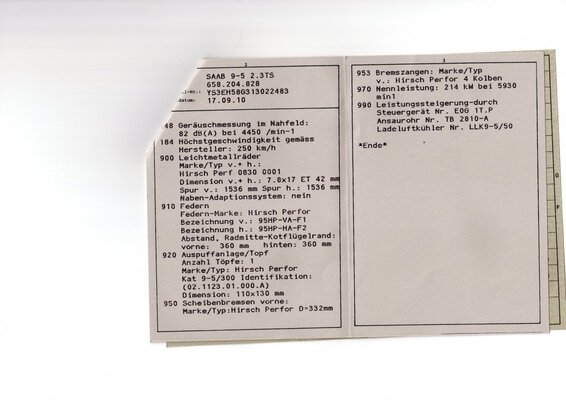 2
SAAB 9-5 2.3TS
658.204.828
YS3EH58G313022483
datum: 17.09.10
48 Geräuschmessung im Nahfeld:
82 dB(A) bei 4450 /min-1
184 Höchstgeschwindigkeit gemäss
Hersteller: 250 km/h
900 Leichtmetallräder
Marke/Typ v.+ h.:
Hirsch Perf 0830 0001
Dimension v.+ h.: 7.8x17 ET 42 mm
Spur v.: 1536 mm Spur h.: 1536 mm
Naben-Adaptionssystem: nein
910 Federn
Federn-Marke: Hirsch Perfor
Bezeichnung v.: 95HP-VA-F1
Bezeichnung h.: 95HP-HA-F2
Abstand, Radmitte-Kotflügelrand:
vorne: 360 mm hinten: 360 mm
920 Auspuffanlage/Topf
Anzahl Töpfe: 1
Marke/Typ: Hirsch Perfor
Kat 9-5/300 Identifikation:
(02.1123.01.000.A)
Dimension: 110x130 mm
950 Scheibenbremsen vorne:
Marke/Typ:Hirsch Perfor D=332mm
3
953 Bremszangen: Marke/Typ
v.: Hirsch Perfor 4 Kolben
970 Nennleistung: 214 kW bei 5930
min1
990 Leistungssteigerung-durch
Steuergerät Nr. E0G 1T.P
Ansaurohr Nr. TB 2810-A
Ladeluftkühler Nr. LLK9-5/50
*Ende*
G
F